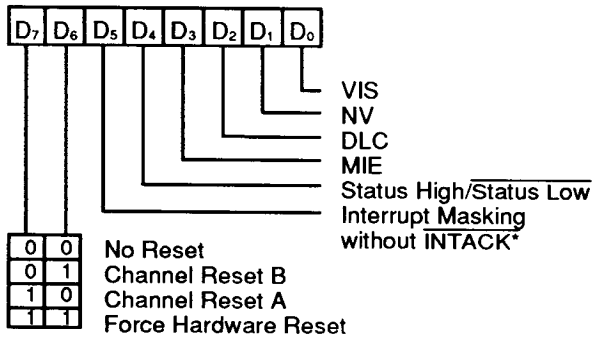 D7 D6 D5 D4 D3 D2 D1 D0
VIS
NV
DLC
MIE
Status High/Status Low
Interrupt Masking
without INTACK*
0 0 No Reset
0 1 Channel Reset B
1 0 Channel Reset A
1 1 Force Hardware Reset